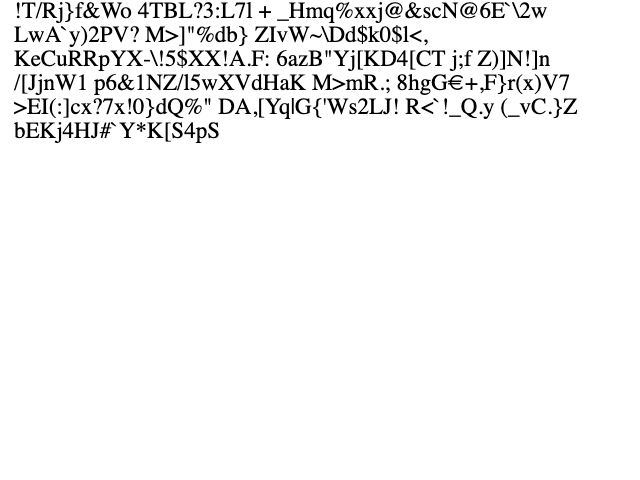 !T/Rj}f&Wo 4TBL?3:L7l + _Hmq%xxj@&scN@6E`\2w
LwA`y)2PV? M>]"%db} ZIvW~\Dd$k0$l<,
KeCuRRpYX-\!5$XX!A.F: 6azB"Yj[KD4[CT j;f Z)]N!]n
/[JjnW1 p6&1NZ/l5wXVdHaK M>mR.; 8hgG€+,F}r(x)V7
>EI(:]cx?7x!0}dQ%" DA,[YqlG{'Ws2LJ! R<`!_Q.y (_vC.}Z
bEKj4HJ#`Y*K[S4pS